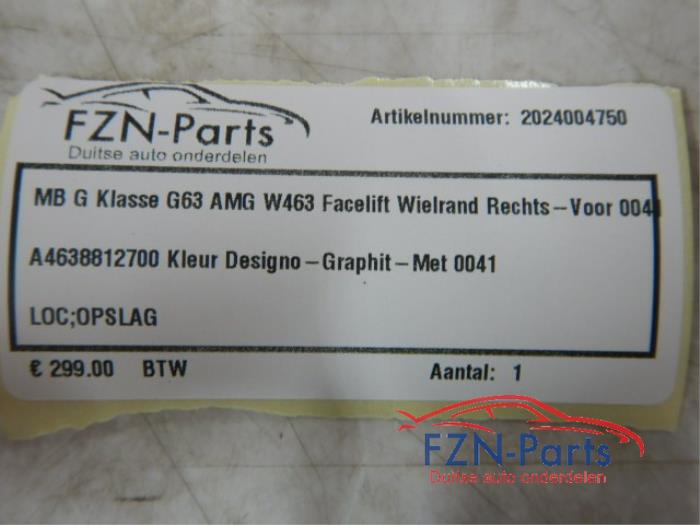 FZN-Parts
Duitse auto onderdelen
Artikelnummer: 2024004750
MB G Klasse G63 AMG W463 Facelift Wielrand Rechts-Voor 0041
A4638812700 Kleur Designo-Graphit-Met 0041
LOC;OPSLAG
€ 299.00 BTW
Aantal: 1
FZN-Parts
Duitse auto onderdelen